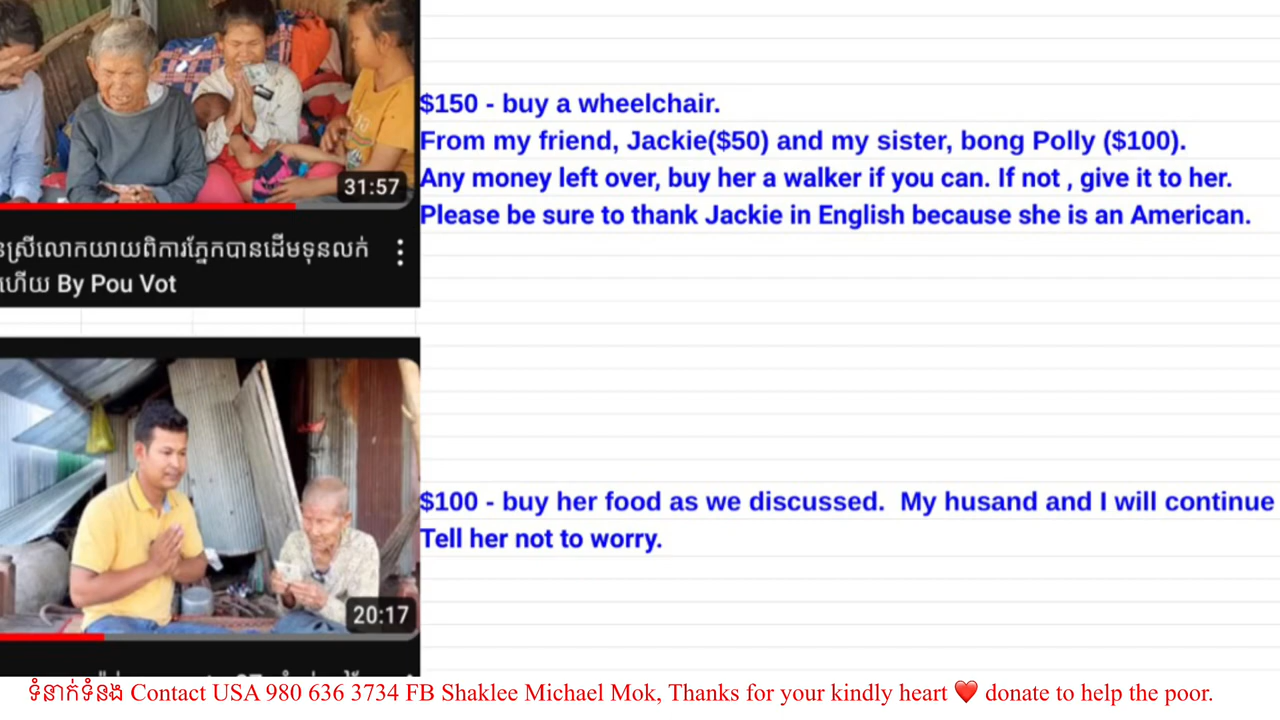 $150 - buy a wheelchair.
From my friend, Jackie($50) and my sister, bong Polly ($100).
Any money left over, buy her a walker if you can. If not , give it to her.
Please be sure to thank Jackie in English because she is an American.
31:57
នស្រីលោកយាយពិការភ្នែកបានដើមទុនលក់
ហើយ By Pou Vot
$100 - buy her food as we discussed.  My husand and I will continue
Tell her not to worry.
20:17
ទំនាក់ទំនង Contact USA 980 636 3734 FB Shaklee Michael Mok, Thanks for your kindly heart ❤️ donate to help the poor.